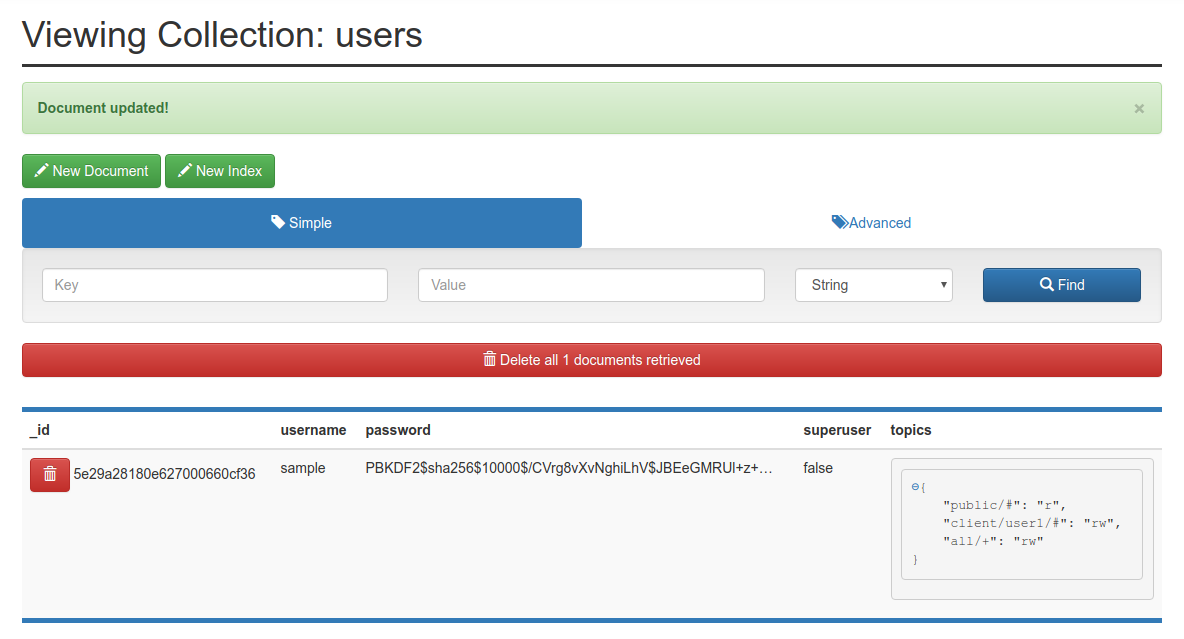 Viewing Collection: users
Document updated!
×
New Document
New Index
Simple
Advanced
Key
Value
String
Find
Delete all 1 documents retrieved
_id username password superuser topics
5e29a28180e627000660cf36 sample PBKDF2$sha256$10000$/CVrg8vXvNghiLhV$JBEeGMRUl+z+… false
{
"public/#": "r",
"client/user1/#": "rw",
"all/+": "rw"
}